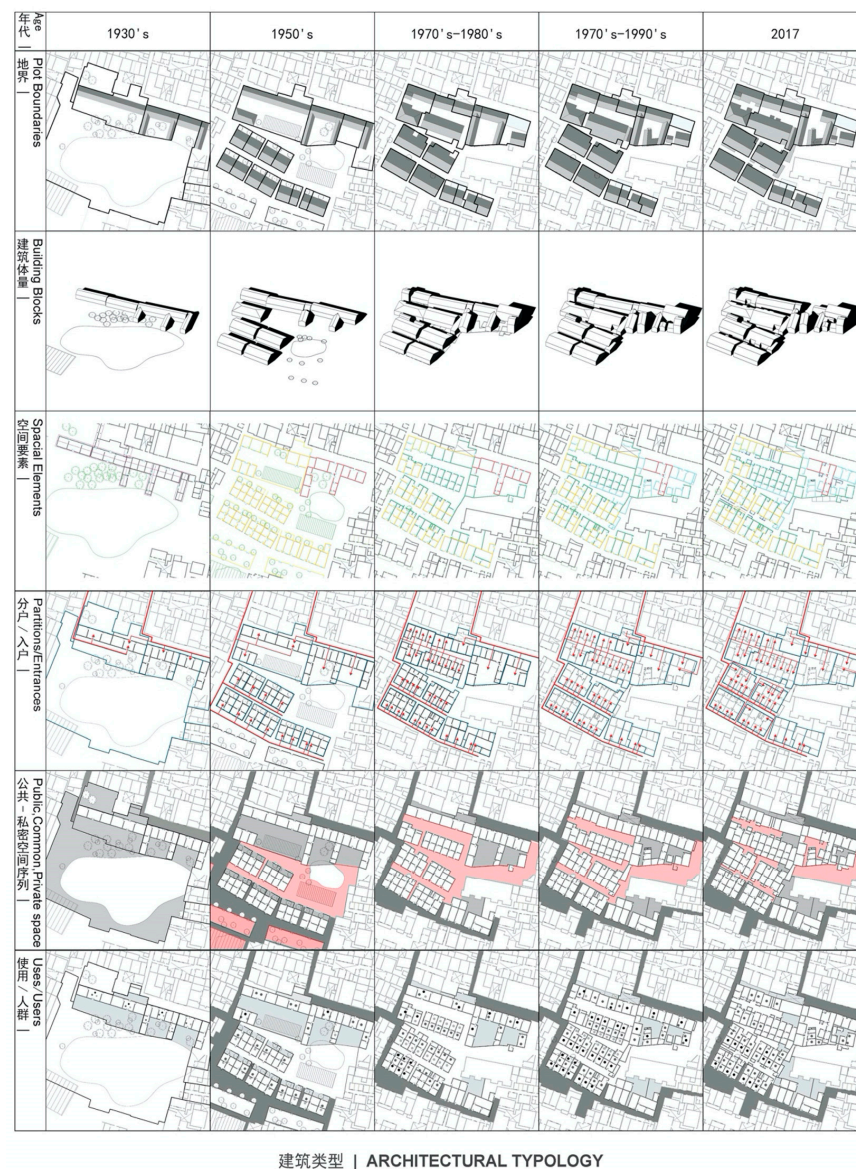 Age
年代 |
1930's
1950's
1970's-1980's
1970's-1990's
2017
Plot Boundaries
地界 |
Building Blocks
建筑体量 |
Spacial Elements
空间要素 |
Partitions/Entrances
分户／入户 |
Public,Common,Private space
公共-私密空间序列 |
Uses/Users
使用／人群 |
建筑类型 | ARCHITECTURAL TYPOLOGY